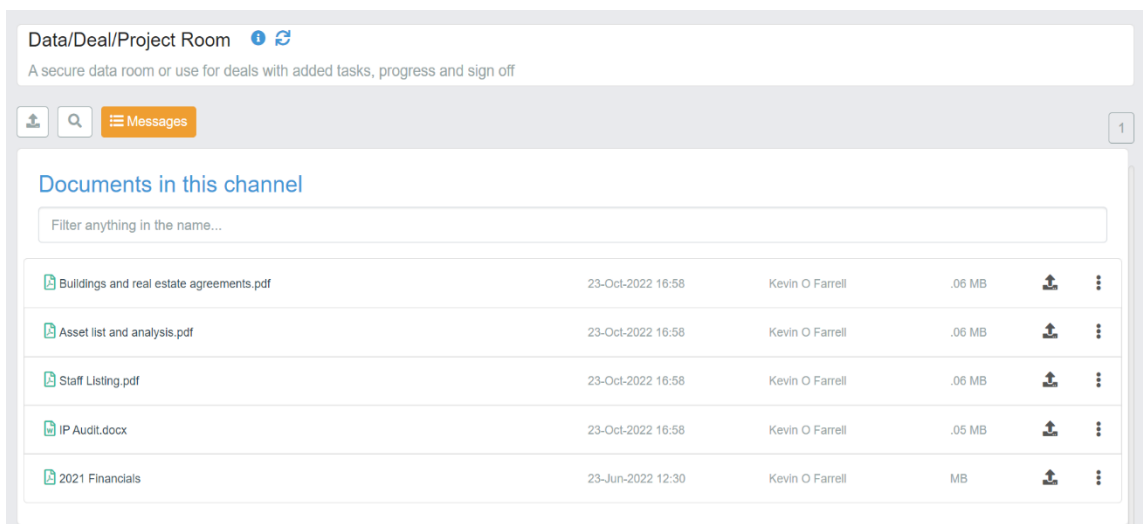 Data/Deal/Project Room
A secure data room or use for deals with added tasks, progress and sign off
Messages
1
Documents in this channel
Filter anything in the name...
Buildings and real estate agreements.pdf 23-Oct-2022 16:58 Kevin O Farrell .06 MB
Asset list and analysis.pdf 23-Oct-2022 16:58 Kevin O Farrell .06 MB
Staff Listing.pdf 23-Oct-2022 16:58 Kevin O Farrell .06 MB
IP Audit.docx 23-Oct-2022 16:58 Kevin O Farrell .05 MB
2021 Financials 23-Jun-2022 12:30 Kevin O Farrell MB